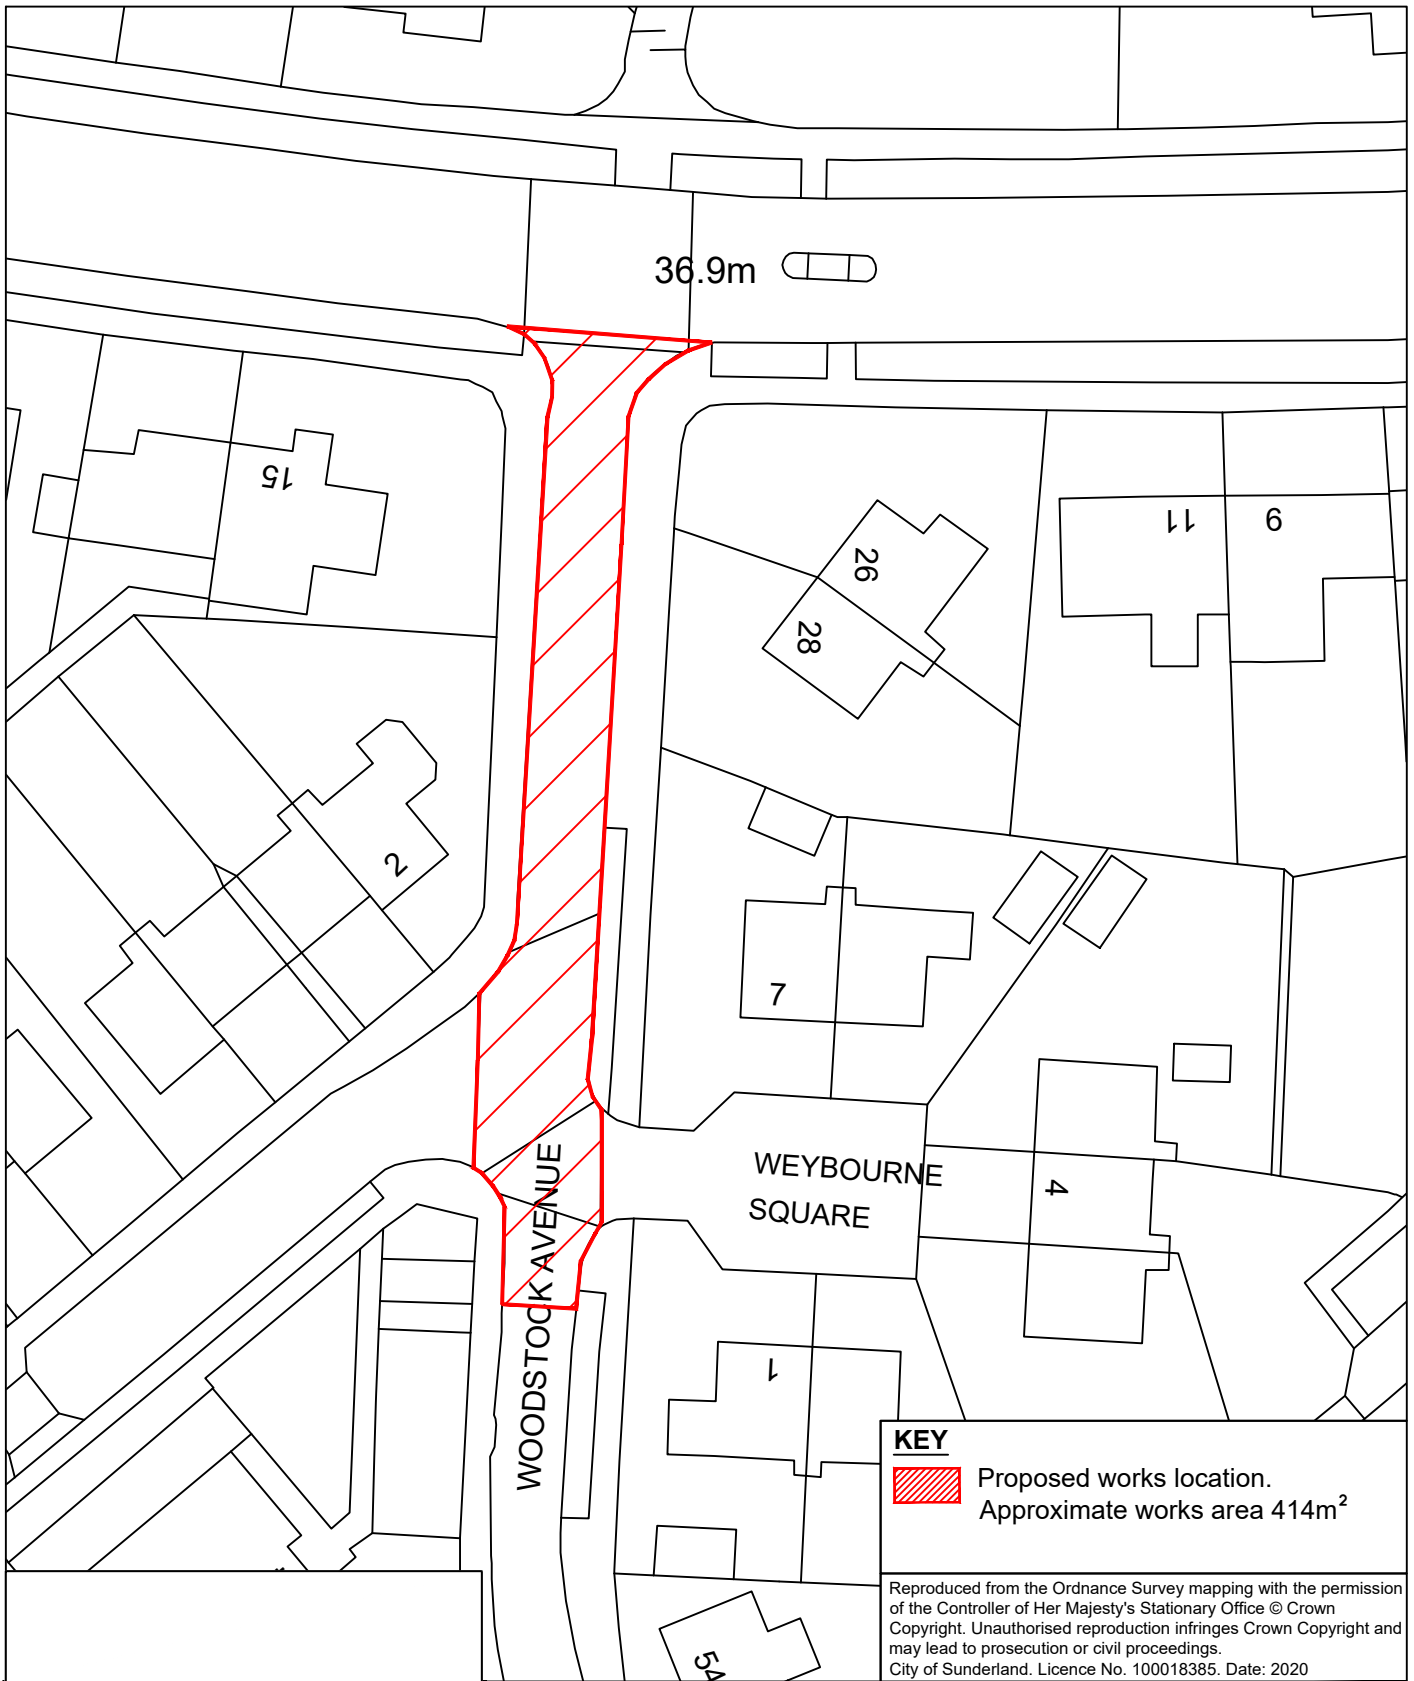 36.9m
15
26
28
11
9
2
7
WEYBOURNE
SQUARE
4
WOODSTOCK AVENUE
1
54
KEY
Proposed works location.
Approximate works area 414m²
Reproduced from the Ordnance Survey mapping with the permission
of the Controller of Her Majesty's Stationary Office © Crown
Copyright. Unauthorised reproduction infringes Crown Copyright and
may lead to prosecution or civil proceedings.
City of Sunderland. Licence No. 100018385. Date: 2020